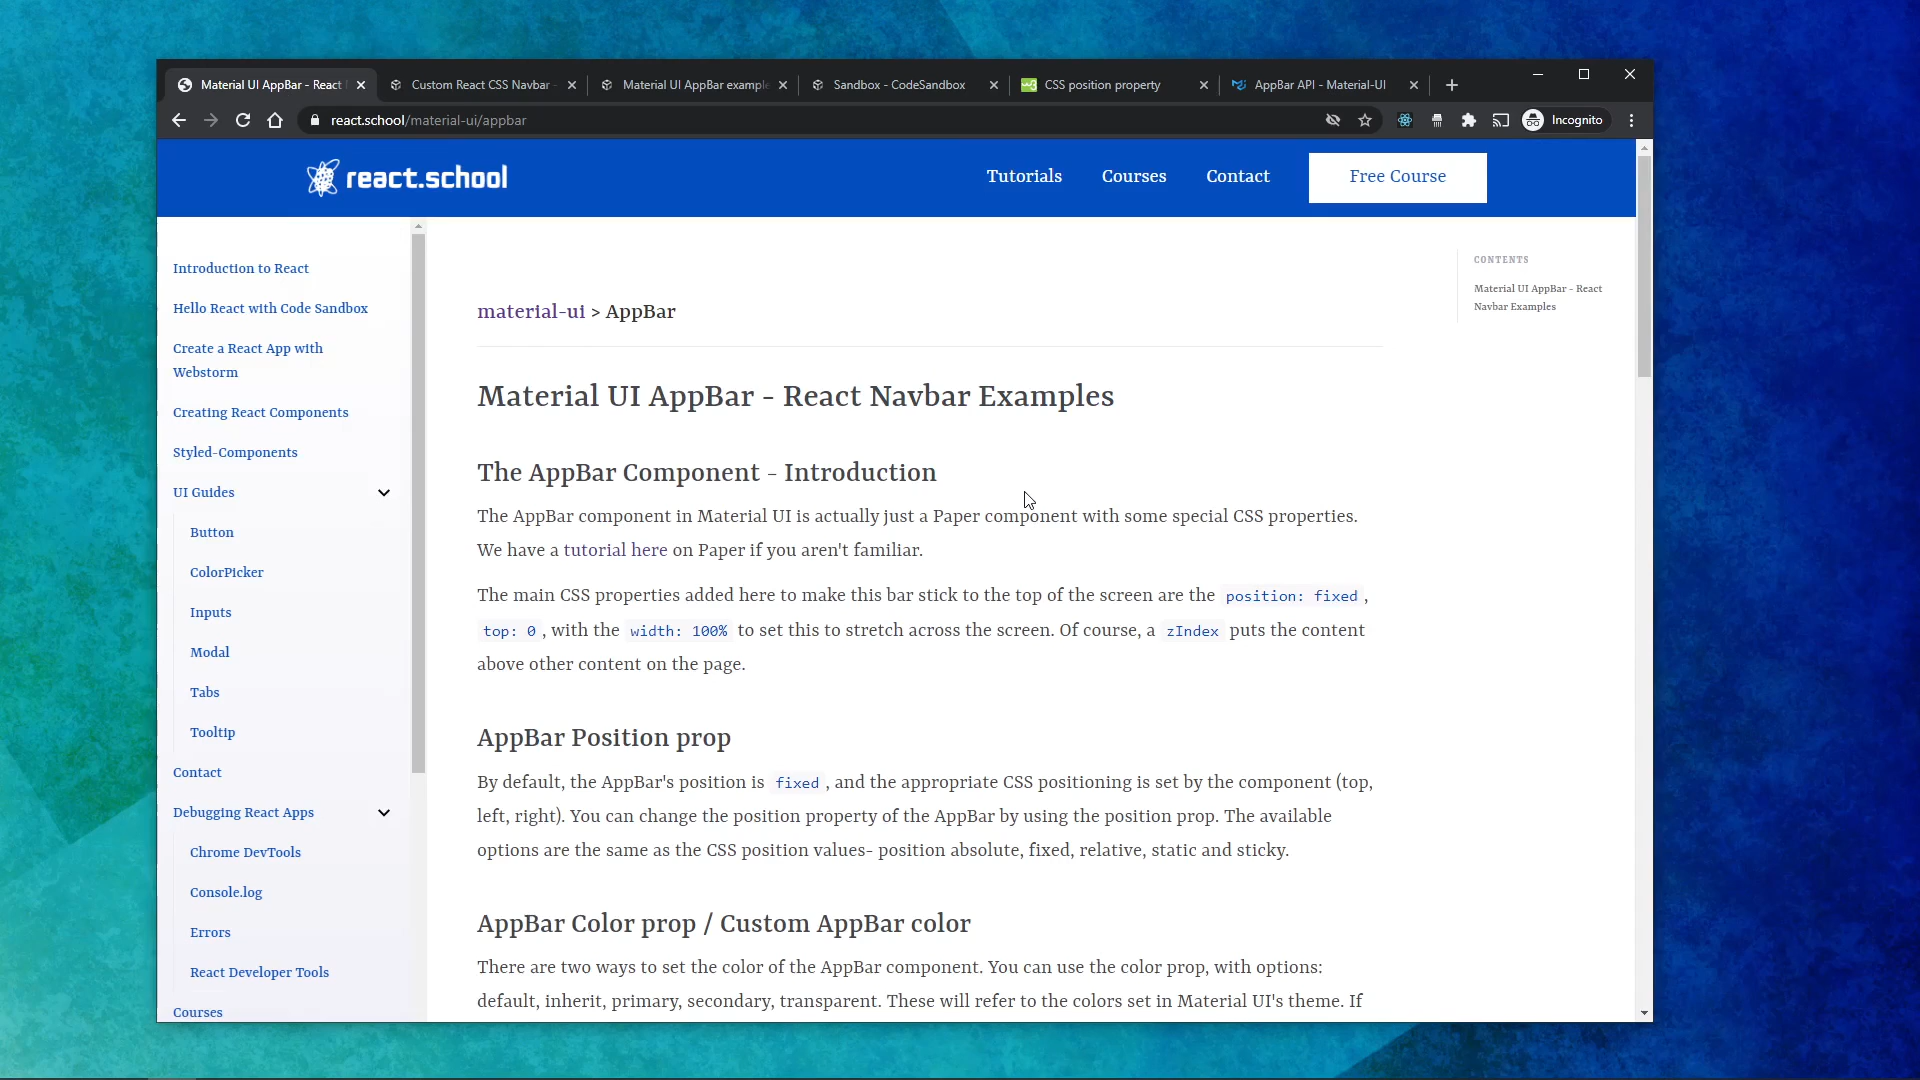 Material UI AppBar - React
Custom React CSS Navbar -
Material UI AppBar example
Sandbox - CodeSandbox
CSS position property
AppBar API - Material-UI
react.school/material-ui/appbar
Incognito
react.school
Tutorials
Courses
Contact
Free Course
Introduction to React
Hello React with Code Sandbox
Create a React App with
Webstorm
Creating React Components
Styled-Components
UI Guides
Button
ColorPicker
Inputs
Modal
Tabs
Tooltip
Contact
Debugging React Apps
Chrome DevTools
Console.log
Errors
React Developer Tools
Courses
material-ui > AppBar
Material UI AppBar - React Navbar Examples
The AppBar Component - Introduction
The AppBar component in Material UI is actually just a Paper component with some special CSS properties.
We have a tutorial here on Paper if you aren't familiar.
The main CSS properties added here to make this bar stick to the top of the screen are the position: fixed ,
top: 0 , with the width: 100% to set this to stretch across the screen. Of course, a zIndex puts the content
above other content on the page.
AppBar Position prop
By default, the AppBar's position is fixed , and the appropriate CSS positioning is set by the component (top,
left, right). You can change the position property of the AppBar by using the position prop. The available
options are the same as the CSS position values- position absolute, fixed, relative, static and sticky.
AppBar Color prop / Custom AppBar color
There are two ways to set the color of the AppBar component. You can use the color prop, with options:
default, inherit, primary, secondary, transparent. These will refer to the colors set in Material UI's theme. If
CONTENTS
Material UI AppBar - React
Navbar Examples